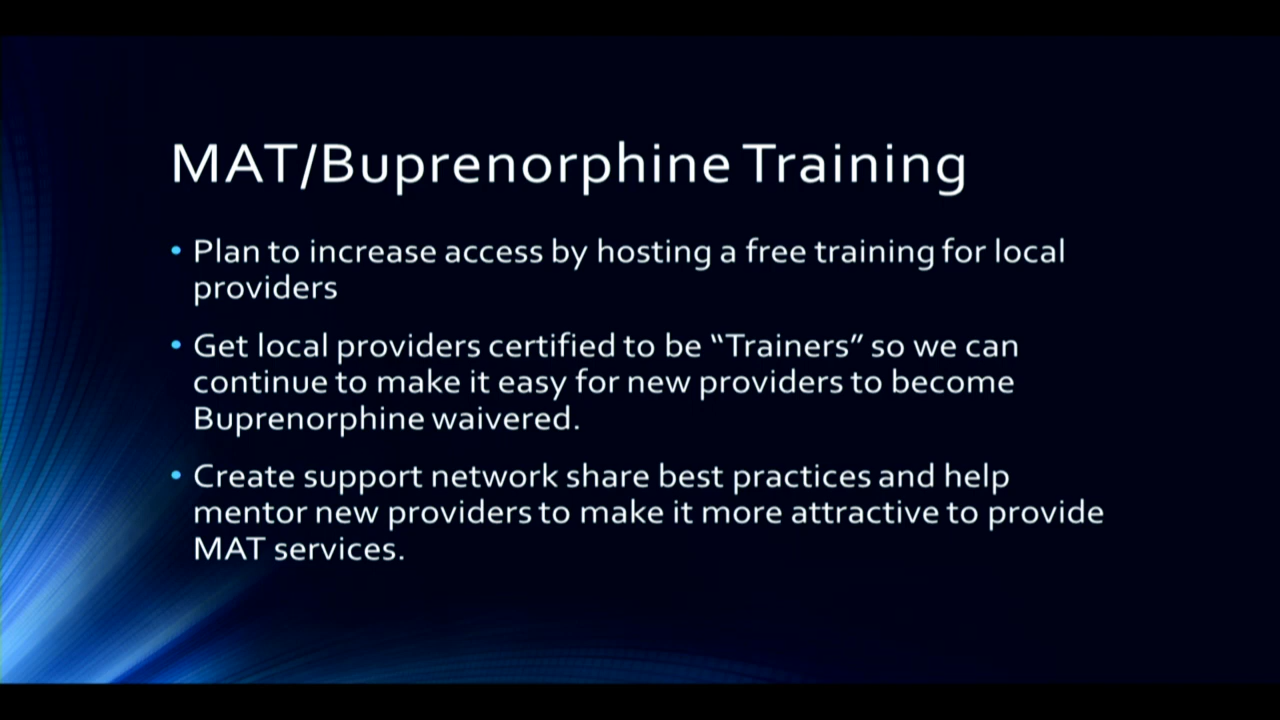 MAT/Buprenorphine Training
• Plan to increase access by hosting a free training for local
providers
• Get local providers certified to be “Trainers” so we can
continue to make it easy for new providers to become
Buprenorphine waivered.
• Create support network share best practices and help
mentor new providers to make it more attractive to provide
MAT services.